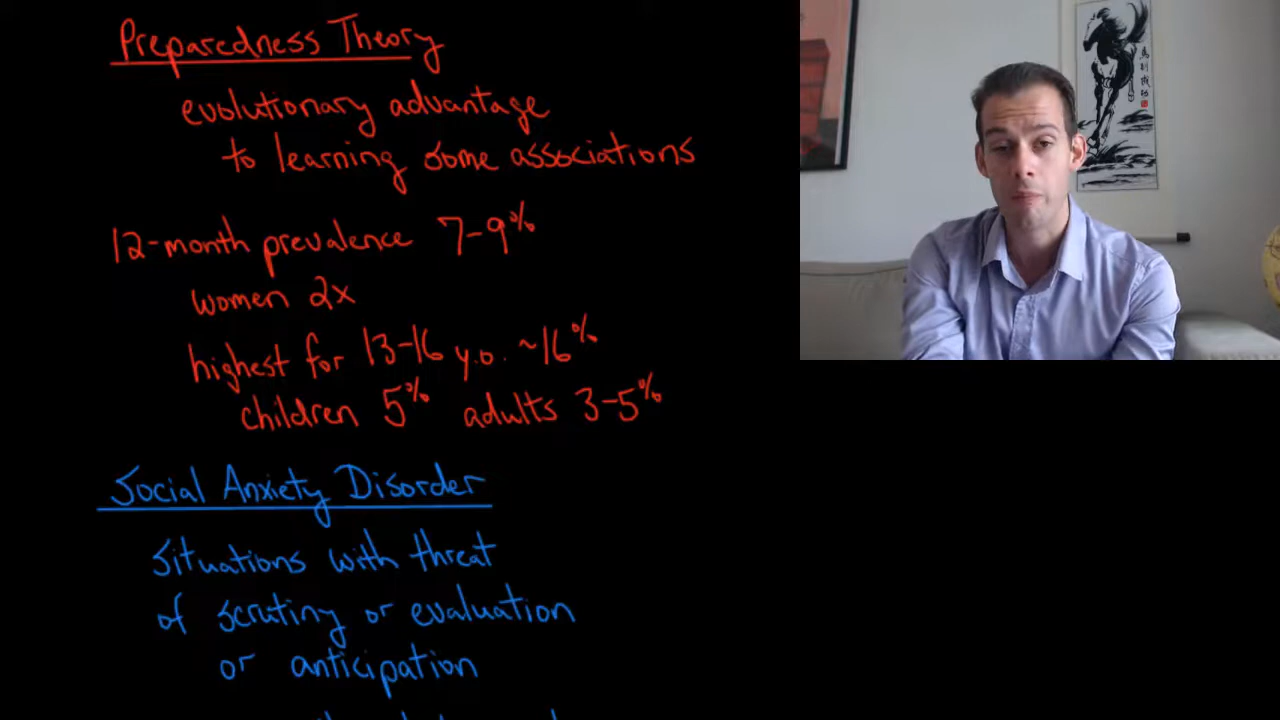 Preparedness Theory
evolutionary advantage
to learning some associations
12-month prevalence 7-9%
women 2x
highest for 13-16 y.o. ~16%
children 5% adults 3-5%
Social Anxiety Disorder
situations with threat
of scrutiny or evaluation
or anticipation